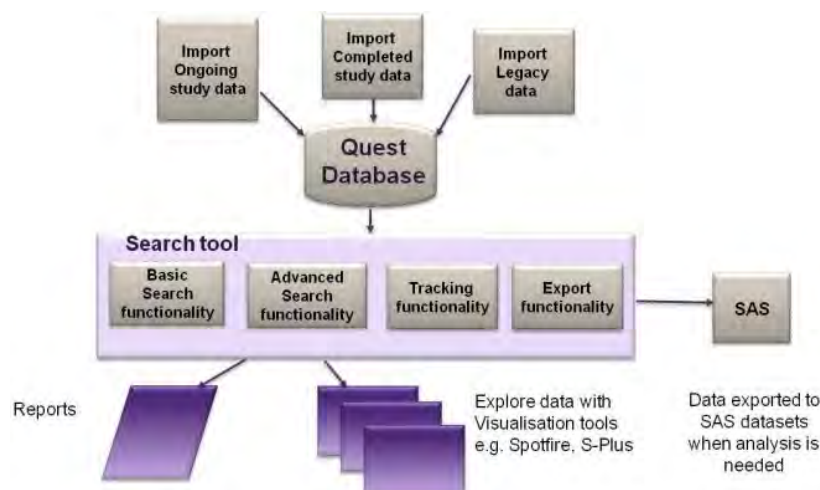 Import
Ongoing
study data
Import
Completed
study data
Import
Legacy
data
Quest
Database
Search tool
Basic
Search
functionality
Advanced
Search
functionality
Tracking
functionality
Export
functionality
SAS
Reports
Explore data with
Visualisation tools
e.g. Spotfire, S-Plus
Data exported to
SAS datasets
when analysis is
needed